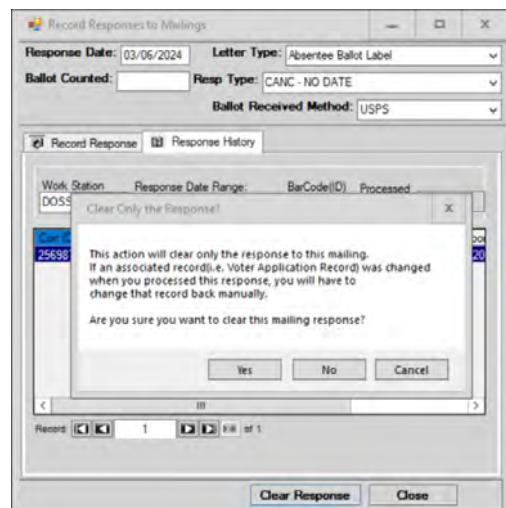 Record Responses to Mailings
Response Date: 03/06/2024 Letter Type: Absentee Ballot Label
Ballot Counted: Resp Type: CANC - NO DATE
Ballot Received Method: USPS
Record Response Response History
Work Station Response Date Range: BarCode(ID) Processed
DOSS
Clear Only the Response? X
25698
20
This action will clear only the response to this mailing.
If an associated record(i.e. Voter Application Record) was changed
when you processed this response, you will have to
change that record back manually.
Are you sure you want to clear this mailing response?
Yes No Cancel
Record 1 of 1
Clear Response Close